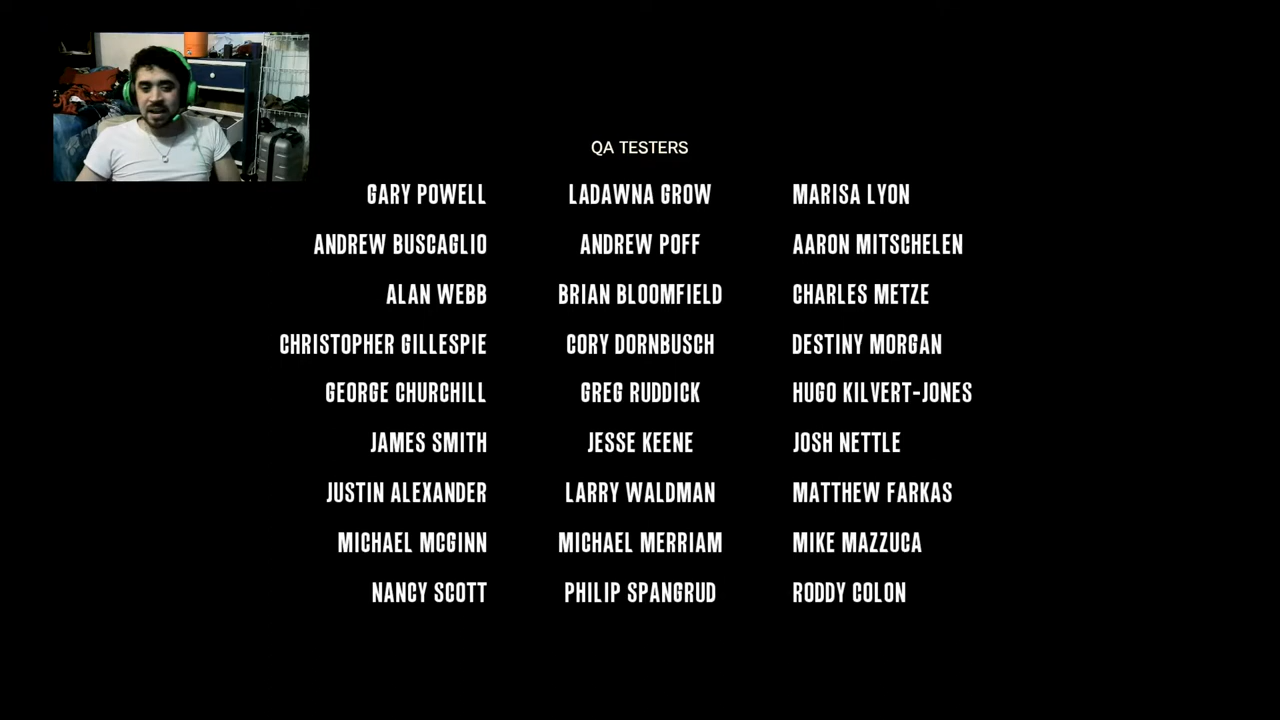 QA TESTERS
GARY POWELL LADAWNA GROW MARISA LYON
ANDREW BUSCAGLIO ANDREW POFF AARON MITSCHELEN
ALAN WEBB BRIAN BLOOMFIELD CHARLES METZE
CHRISTOPHER GILLESPIE CORY DORNBUSCH DESTINY MORGAN
GEORGE CHURCHILL GREG RUDDICK HUGO KILVERT-JONES
JAMES SMITH JESSE KEENE JOSH NETTLE
JUSTIN ALEXANDER LARRY WALDMAN MATTHEW FARKAS
MICHAEL MCGINN MICHAEL MERRIAM MIKE MAZZUCA
NANCY SCOTT PHILIP SPANGRUD RODDY COLON